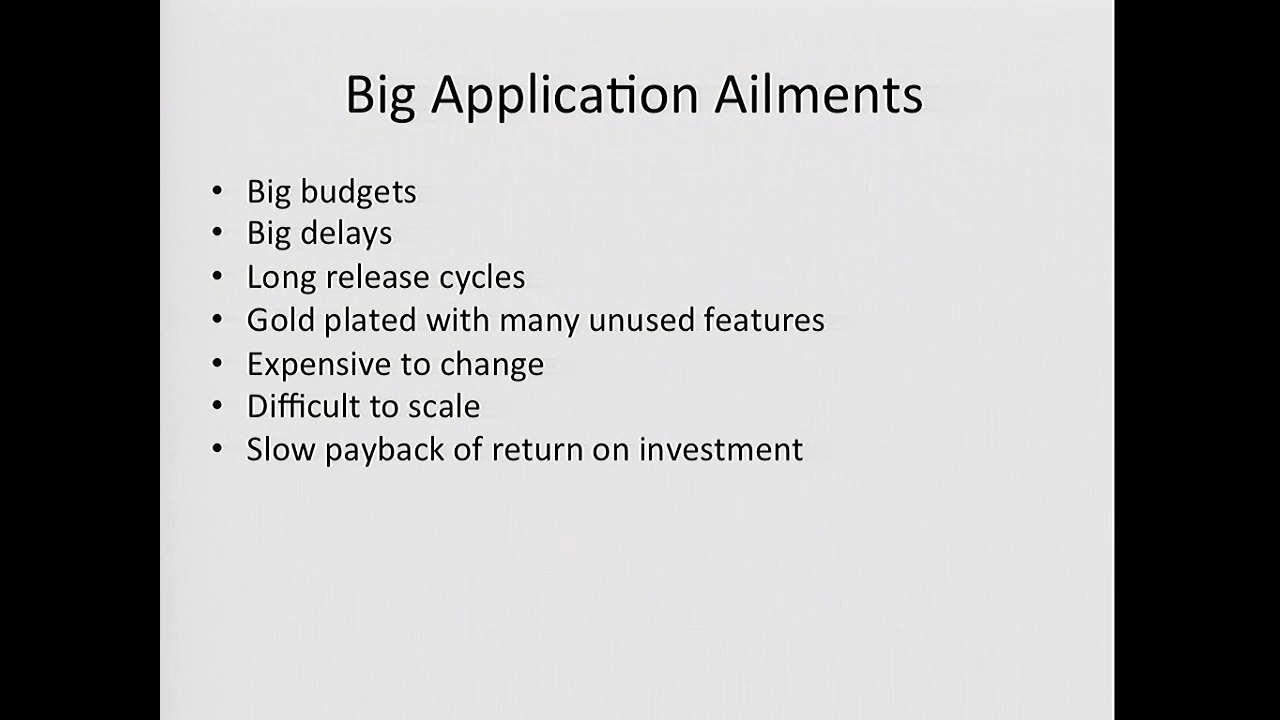 Big Application Ailments
• Big budgets
• Big delays
• Long release cycles
• Gold plated with many unused features
• Expensive to change
• Difficult to scale
• Slow payback of return on investment